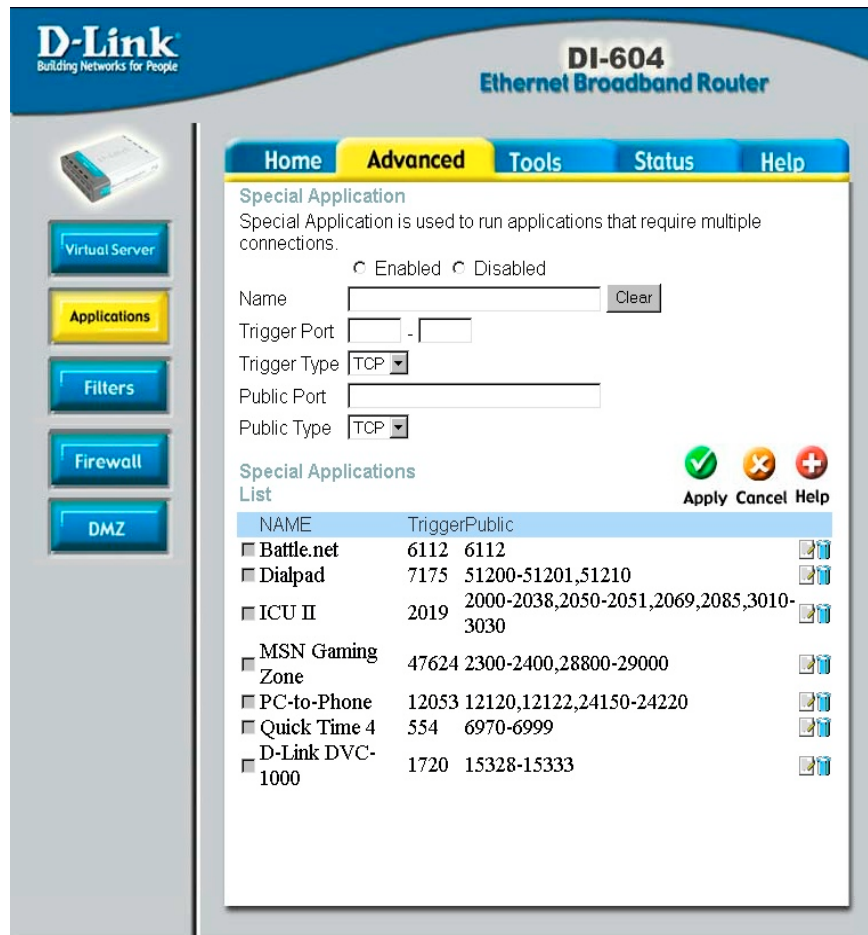 D-Link
Building Networks for People
DI-604
Ethernet Broadband Router
Home Advanced Tools Status Help
Virtual Server
Applications
Filters
Firewall
DMZ
Special Application
Special Application is used to run applications that require multiple
connections.
Enabled Disabled
Name Clear
Trigger Port -
Trigger Type TCP
Public Port
Public Type TCP
Special Applications
List
Apply Cancel Help
NAME TriggerPublic
Battle.net 6112 6112
Dialpad 7175 51200-51201,51210
ICU II 2019 2000-2038,2050-2051,2069,2085,3010-
3030
MSN Gaming
Zone 47624 2300-2400,28800-29000
PC-to-Phone 12053 12120,12122,24150-24220
Quick Time 4 554 6970-6999
D-Link DVC-
1000 1720 15328-15333